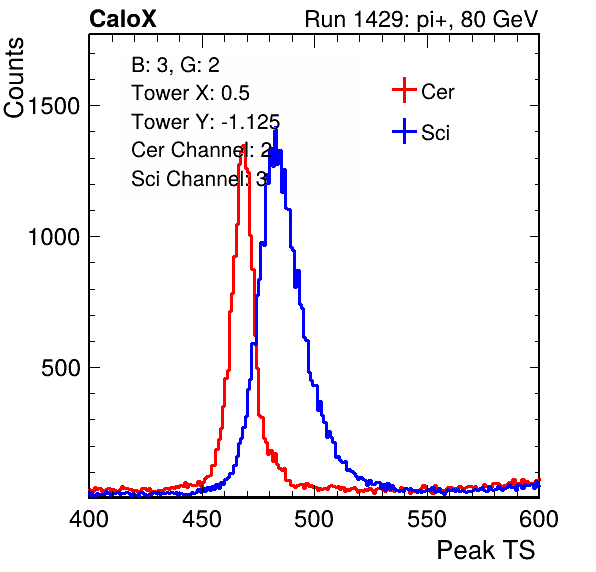 CaloX Run 1429: pi+, 80 GeV
Counts
B: 3, G: 2
Tower X: 0.5
Tower Y: -1.125
Cer Channel: 2
Sci Channel: 3
Cer
Sci
1500
1000
500
400 450 500 550 600
Peak TS